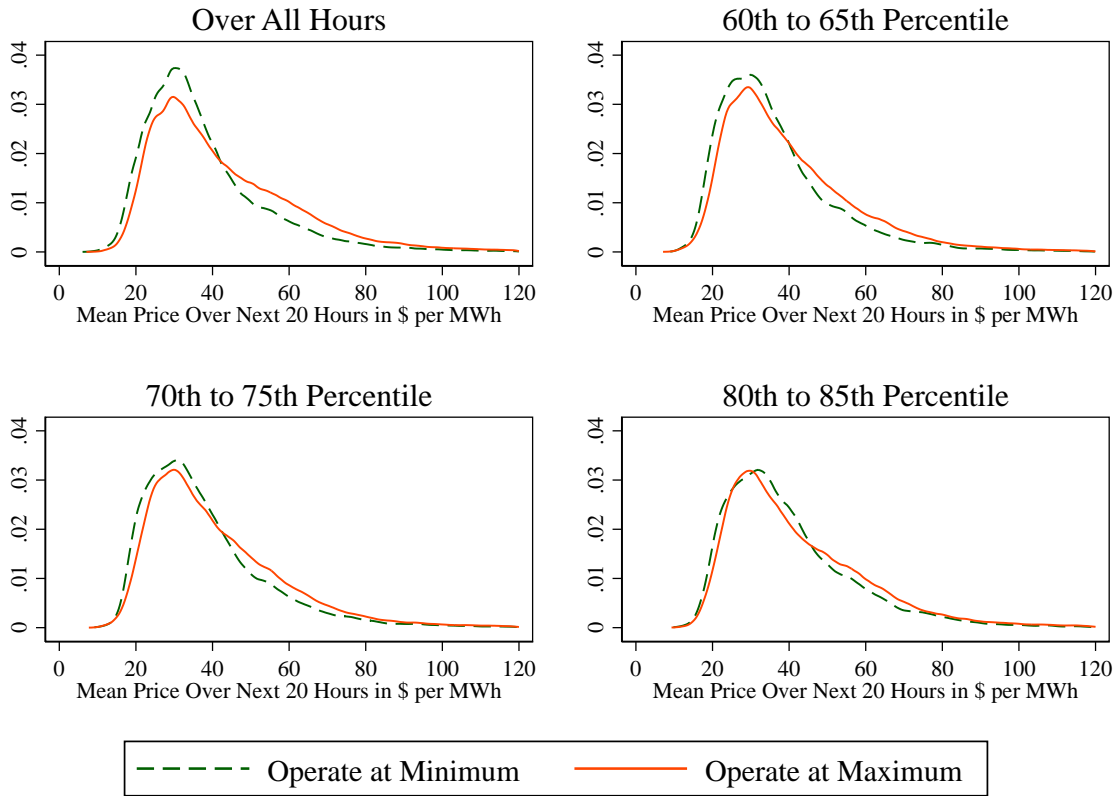 Over All Hours
.04
.03
.02
.01
0
0 20 40 60 80 100 120
Mean Price Over Next 20 Hours in $ per MWh
60th to 65th Percentile
.04
.03
.02
.01
0
0 20 40 60 80 100 120
Mean Price Over Next 20 Hours in $ per MWh
70th to 75th Percentile
.04
.03
.02
.01
0
0 20 40 60 80 100 120
Mean Price Over Next 20 Hours in $ per MWh
80th to 85th Percentile
.04
.03
.02
.01
0
0 20 40 60 80 100 120
Mean Price Over Next 20 Hours in $ per MWh
Operate at Minimum
Operate at Maximum